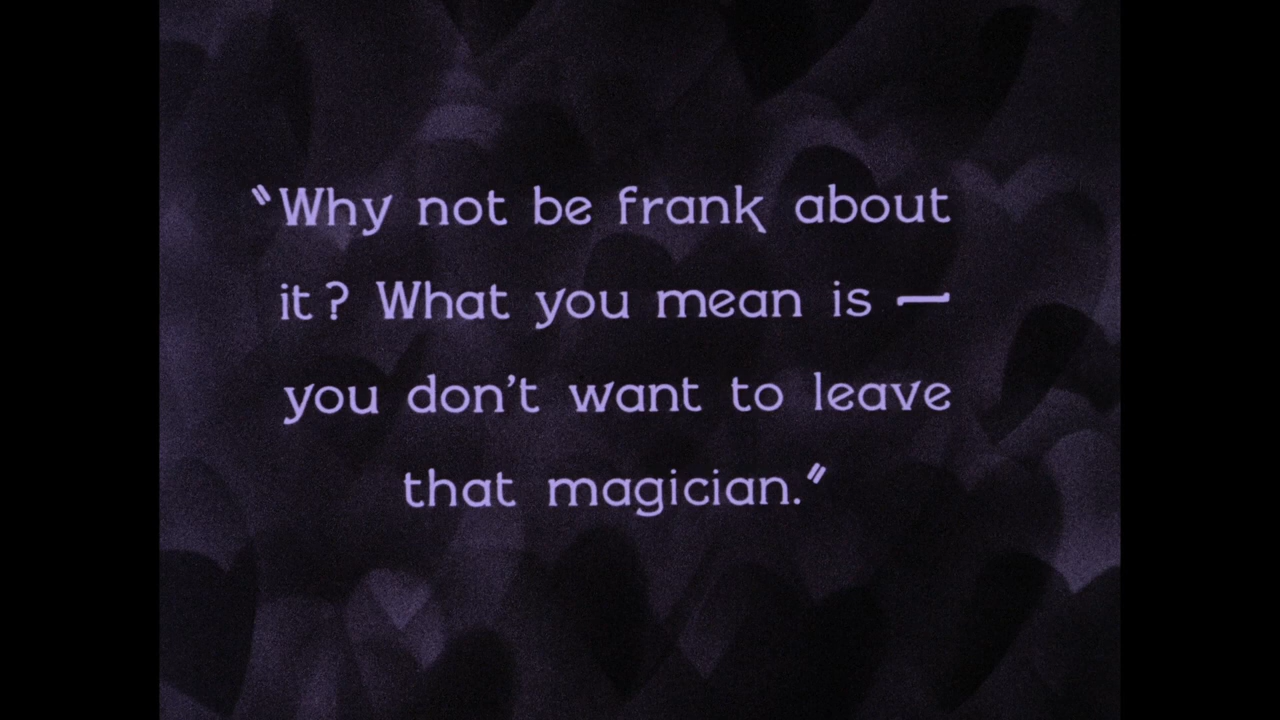 "Why not be frank about
it? What you mean is —
you don't want to leave
that magician."